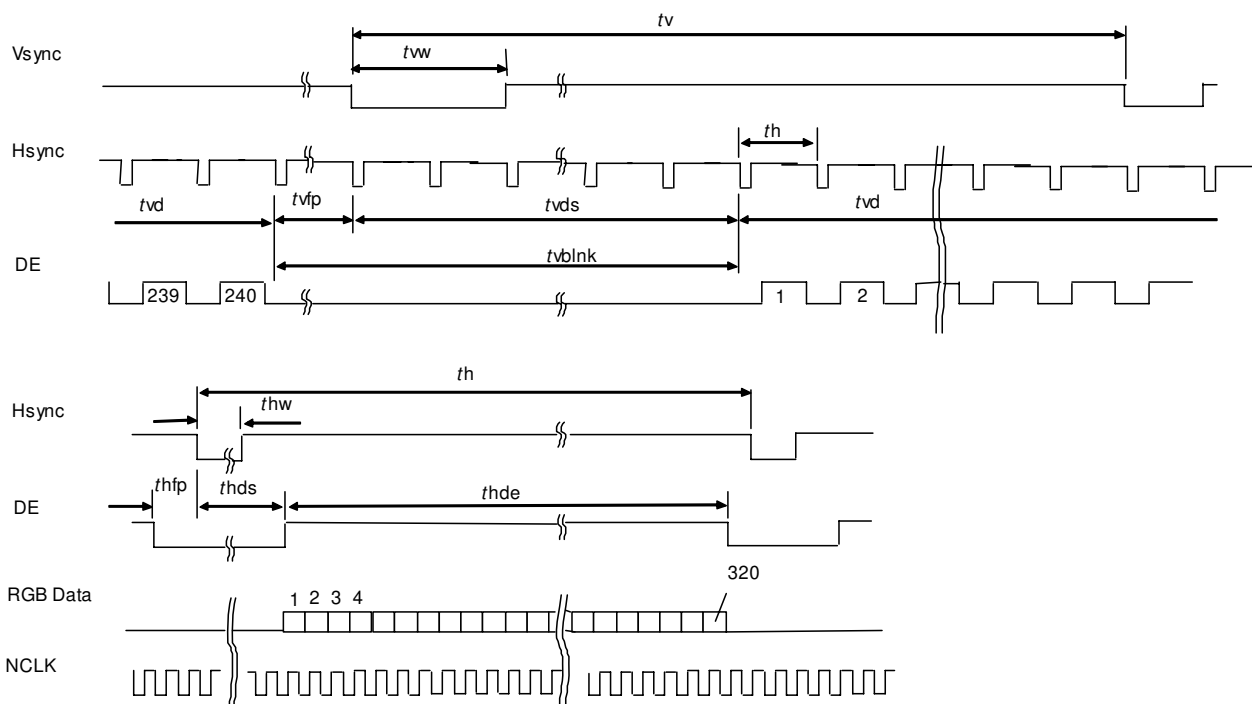 tv
Vsync
tvw
Hsync
th
tvd
tvfp
tvds
tvd
DE
tvblnk
239
240
1
2
th
Hsync
thw
thfp
thds
thde
DE
320
RGB Data
1 2 3 4
NCLK